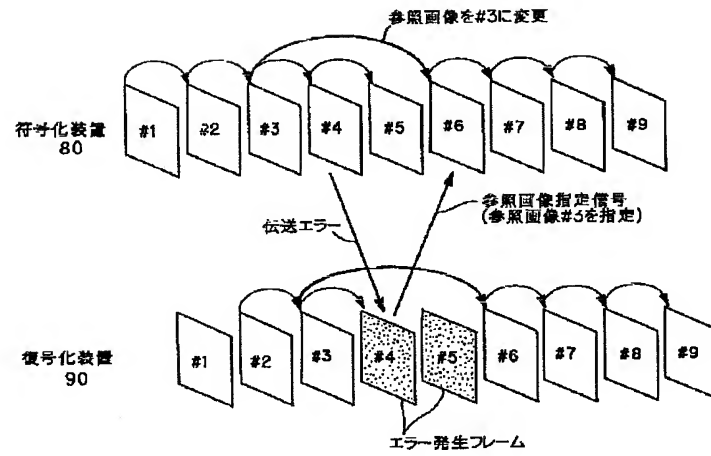 参照画像を#3に変更
符号化装置
80
#1 #2 #3 #4 #5 #6 #7 #8 #9
伝送エラー
参照画像指定信号
(参照画像#3を指定)
復号化装置
90
#1 #2 #3 #4 #5 #6 #7 #8 #9
エラー発生フレーム